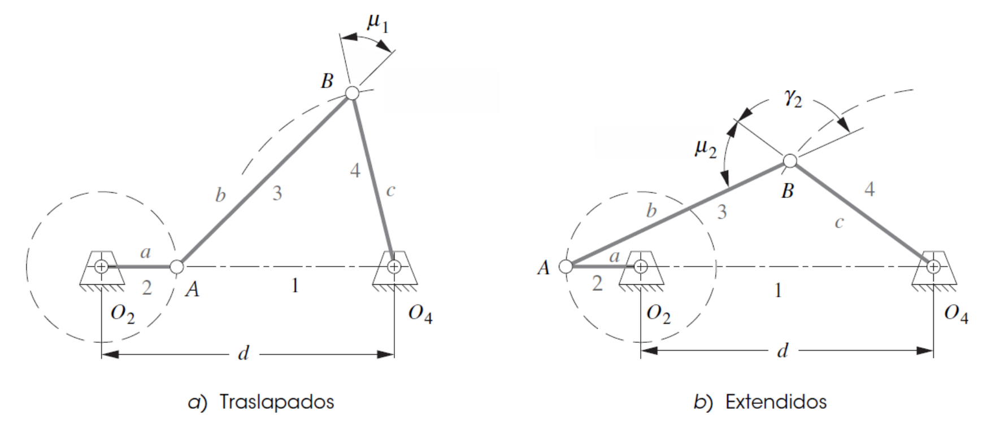 μ1
B
4
b
3
c
a
2
A
1
O2
O4
d
a) Traslapados
γ2
μ2
B
4
b
3
c
A
a
2
1
O2
O4
d
b) Extendidos